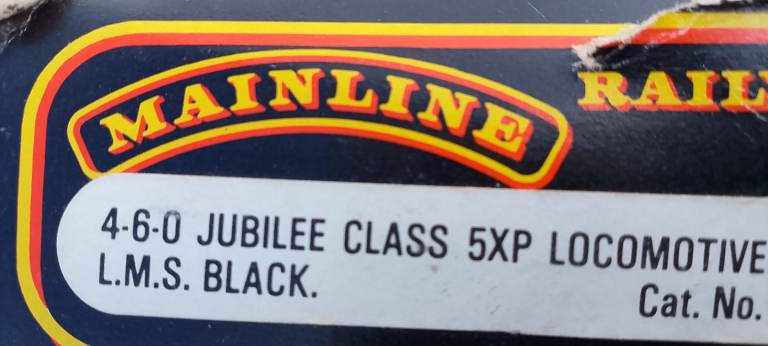 MAINLINE RAIL
4-6-0 JUBILEE CLASS 5XP LOCOMOTIVE
L.M.S. BLACK.
Cat. No.